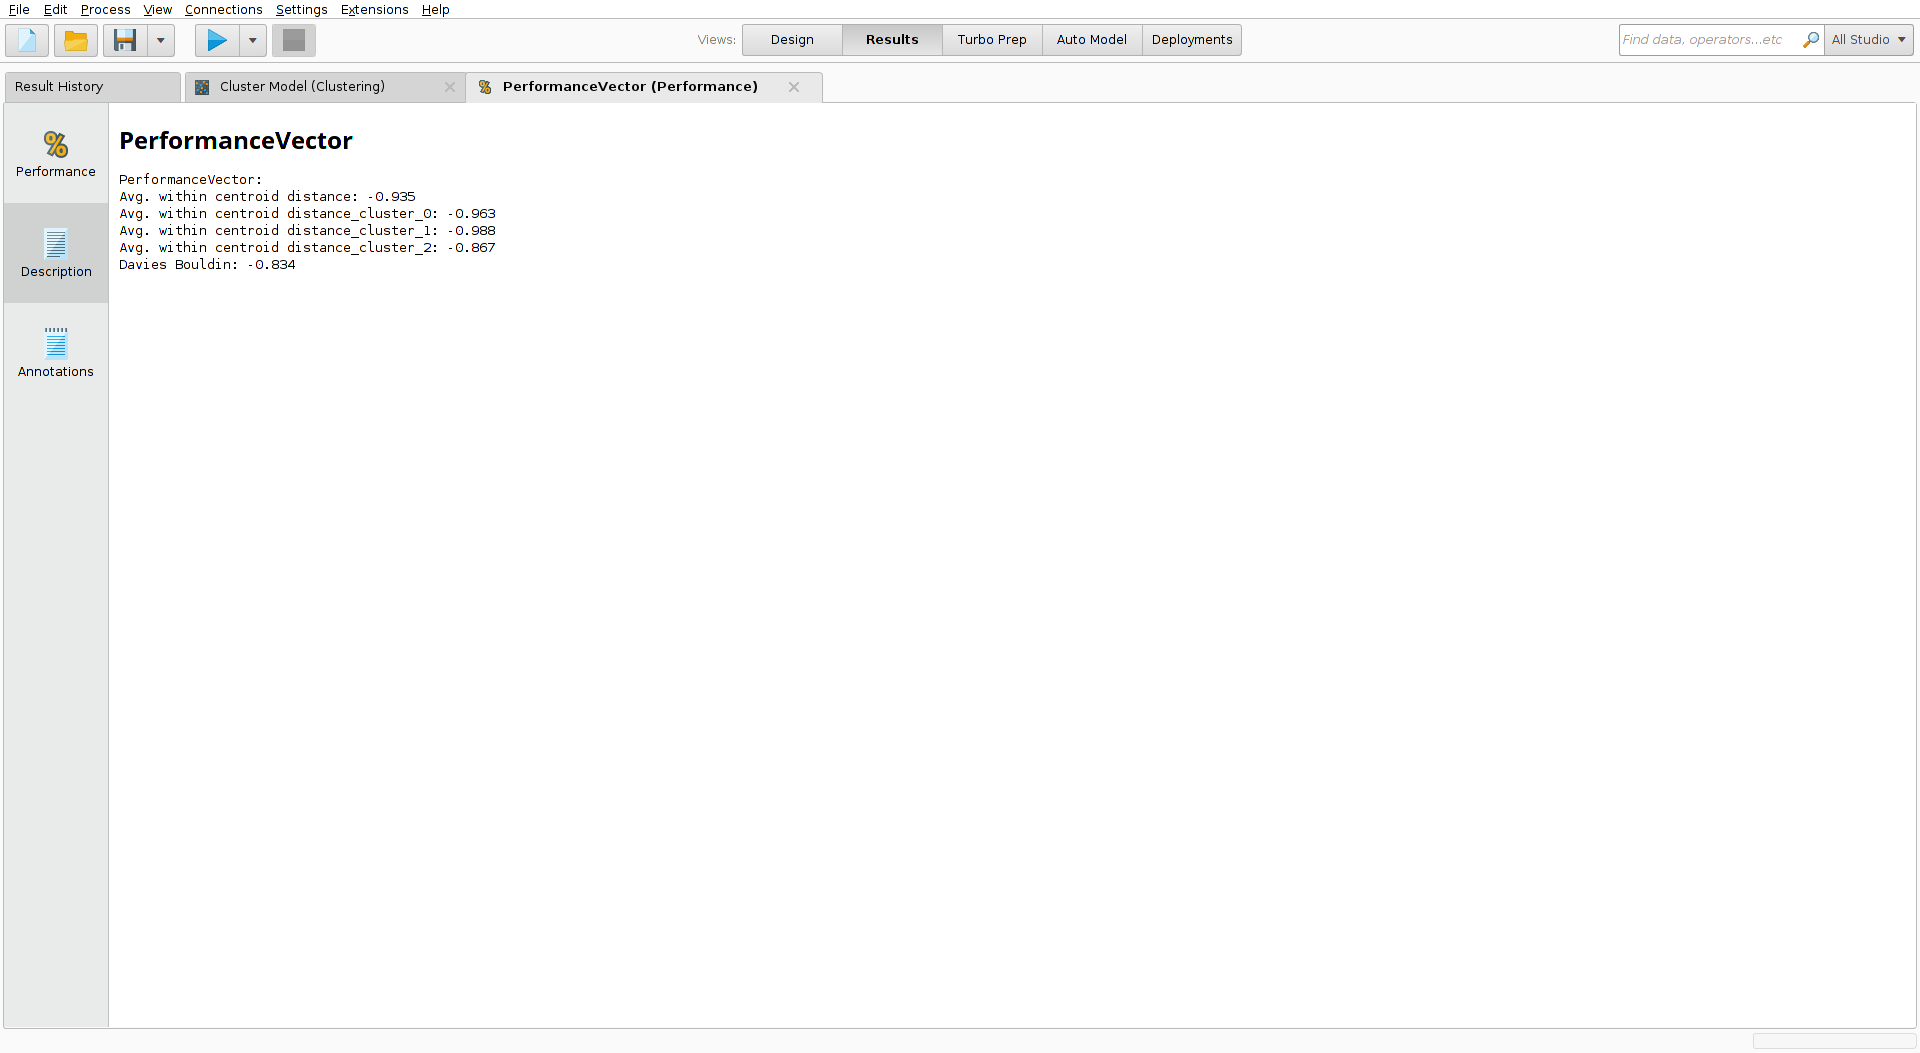 File Edit Process View Connections Settings Extensions Help
Views: Design Results Turbo Prep Auto Model Deployments Find data, operators...etc All Studio
Result History Cluster Model (Clustering) PerformanceVector (Performance)
Performance
Description
Annotations
PerformanceVector
PerformanceVector:
Avg. within centroid distance: -0.935
Avg. within centroid distance_cluster_0: -0.963
Avg. within centroid distance_cluster_1: -0.988
Avg. within centroid distance_cluster_2: -0.867
Davies Bouldin: -0.834